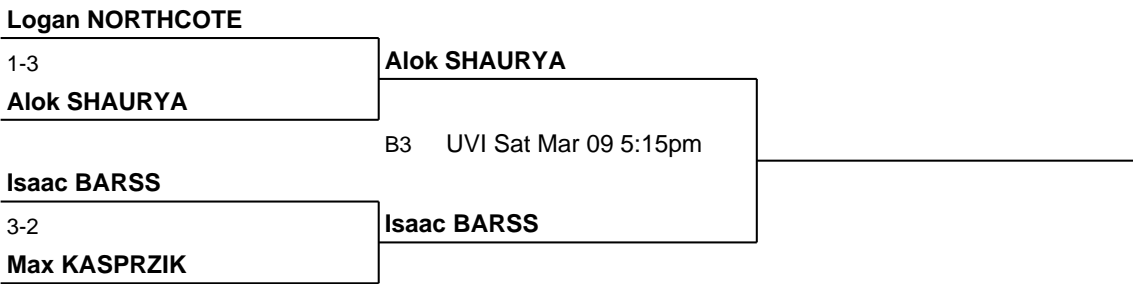 Logan NORTHCOTE
1-3
Alok SHAURYA
Alok SHAURYA
B3 UVI Sat Mar 09 5:15pm
Isaac BARSS
3-2
Isaac BARSS
Max KASPRZIK